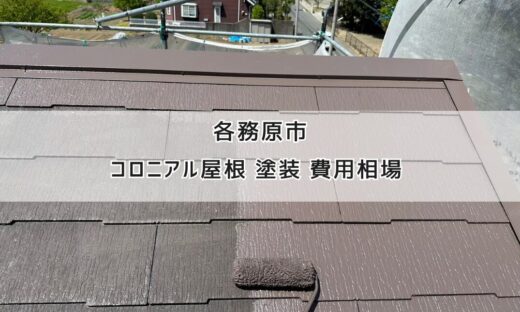 各務原市
コロニアル屋根 塗装 費用相場